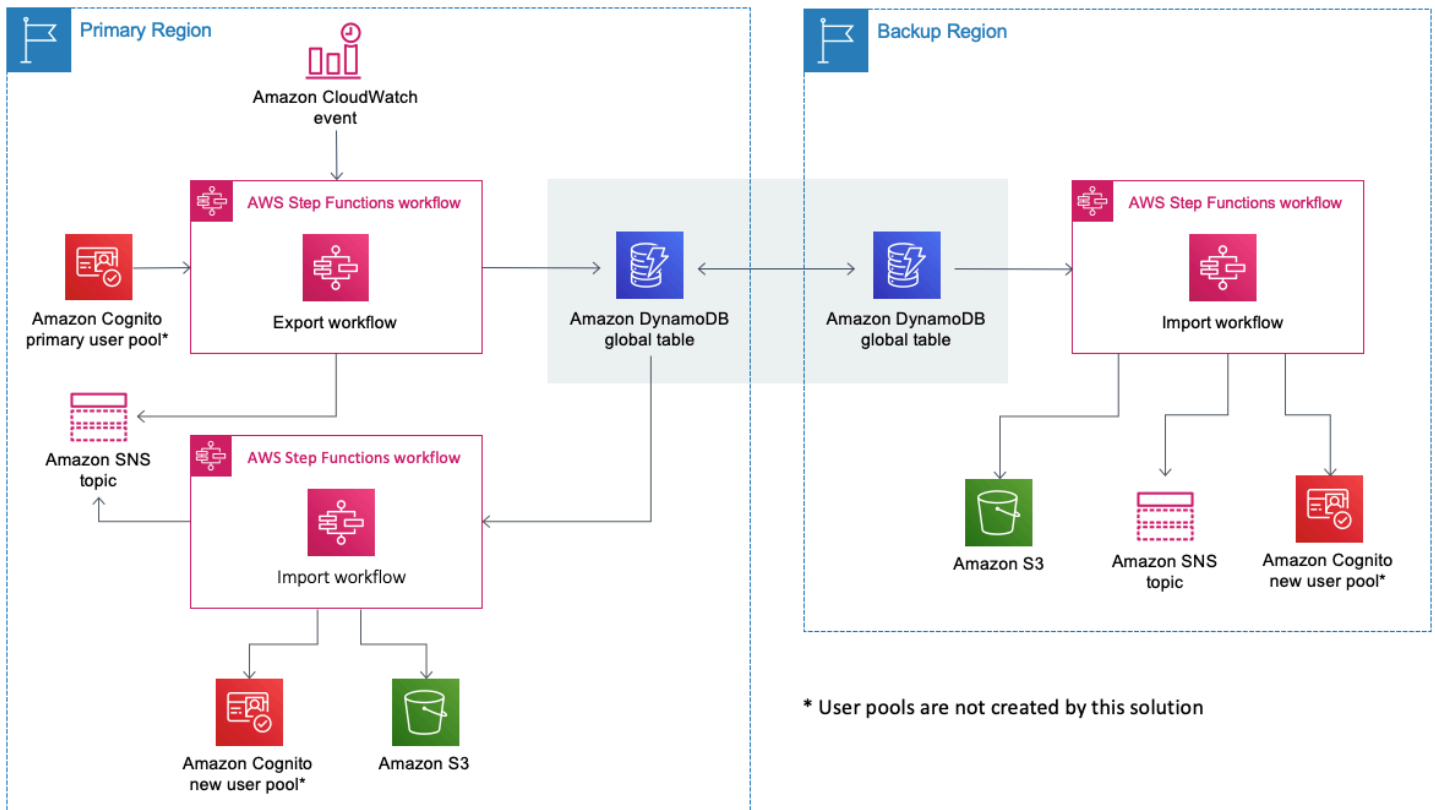 Primary Region
Amazon CloudWatch
event
AWS Step Functions workflow
Export workflow
Amazon Cognito
primary user pool*
Amazon DynamoDB
global table
Amazon SNS
topic
AWS Step Functions workflow
Import workflow
Amazon Cognito
new user pool*
Amazon S3
Backup Region
Amazon DynamoDB
global table
AWS Step Functions workflow
Import workflow
Amazon S3
Amazon SNS
topic
Amazon Cognito
new user pool*
* User pools are not created by this solution